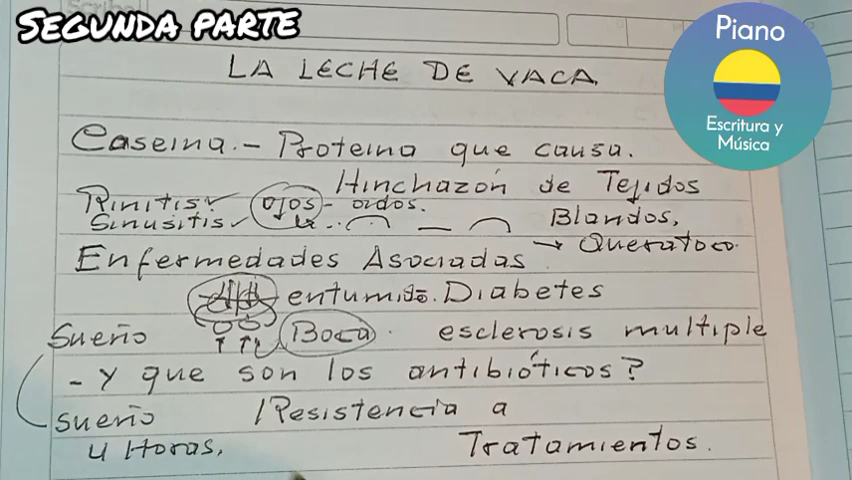 SEGUNDA PARTE
Piano
Escritura y
Música
LA LECHE DE VACA.
Caseina.- Proteina que causa.
Hinchazón de Tejidos
Rinitis. OJOS - oidos. Blandos,
Sinusitis
→ Queratoco
Enfermedades Asociadas
entumido. Diabetes
Sueño Boca. esclerosis multiple
- Y que son los antibióticos?
Sueño Resistencia a
4 Horas, Tratamientos.